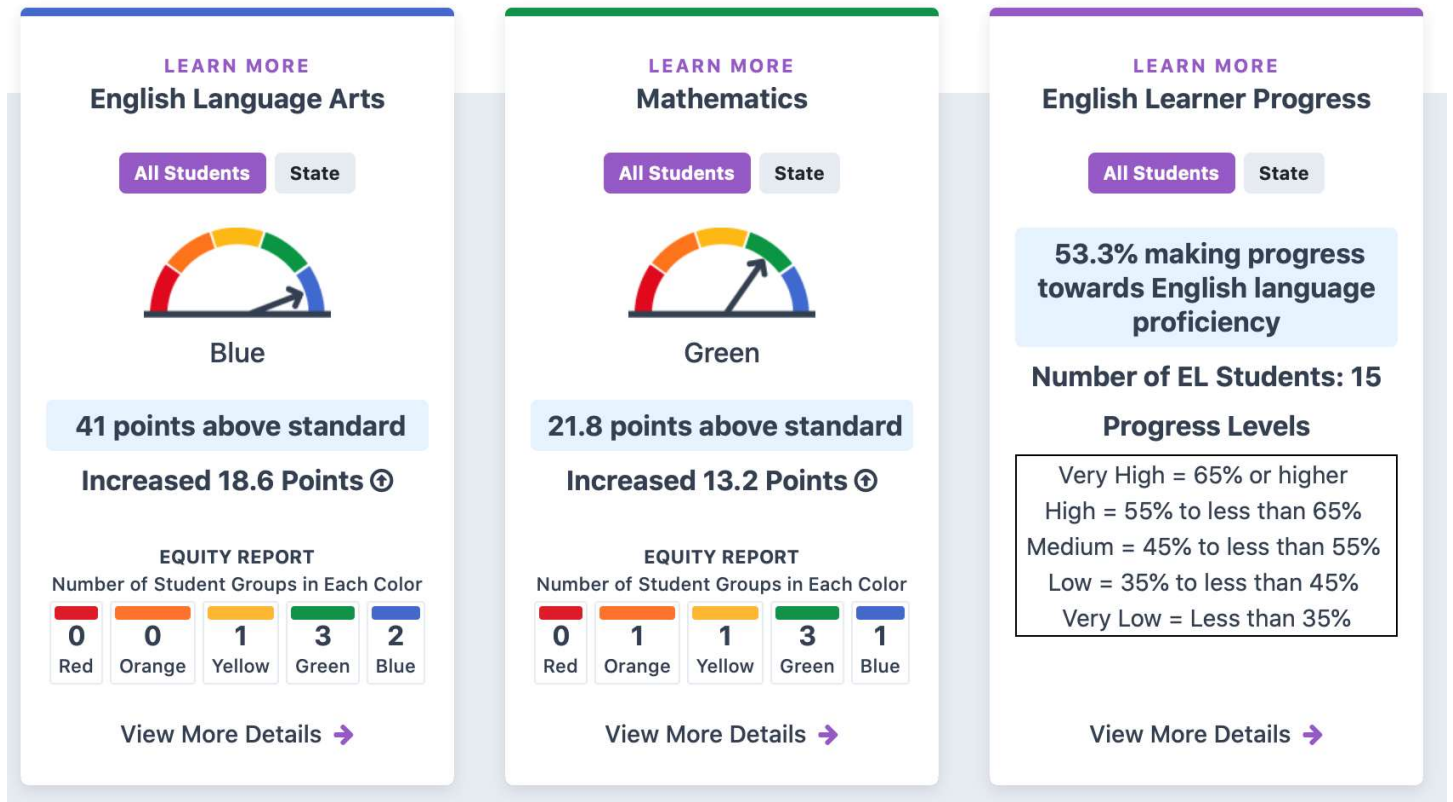 LEARN MORE
English Language Arts
All Students State
Blue
41 points above standard
Increased 18.6 Points
EQUITY REPORT
Number of Student Groups in Each Color
0 0 1 3 2
Red Orange Yellow Green Blue
View More Details
LEARN MORE
Mathematics
All Students State
Green
21.8 points above standard
Increased 13.2 Points
EQUITY REPORT
Number of Student Groups in Each Color
0 1 1 3 1
Red Orange Yellow Green Blue
View More Details
LEARN MORE
English Learner Progress
All Students State
53.3% making progress
towards English language
proficiency
Number of EL Students: 15
Progress Levels
Very High = 65% or higher
High = 55% to less than 65%
Medium = 45% to less than 55%
Low = 35% to less than 45%
Very Low = Less than 35%
View More Details